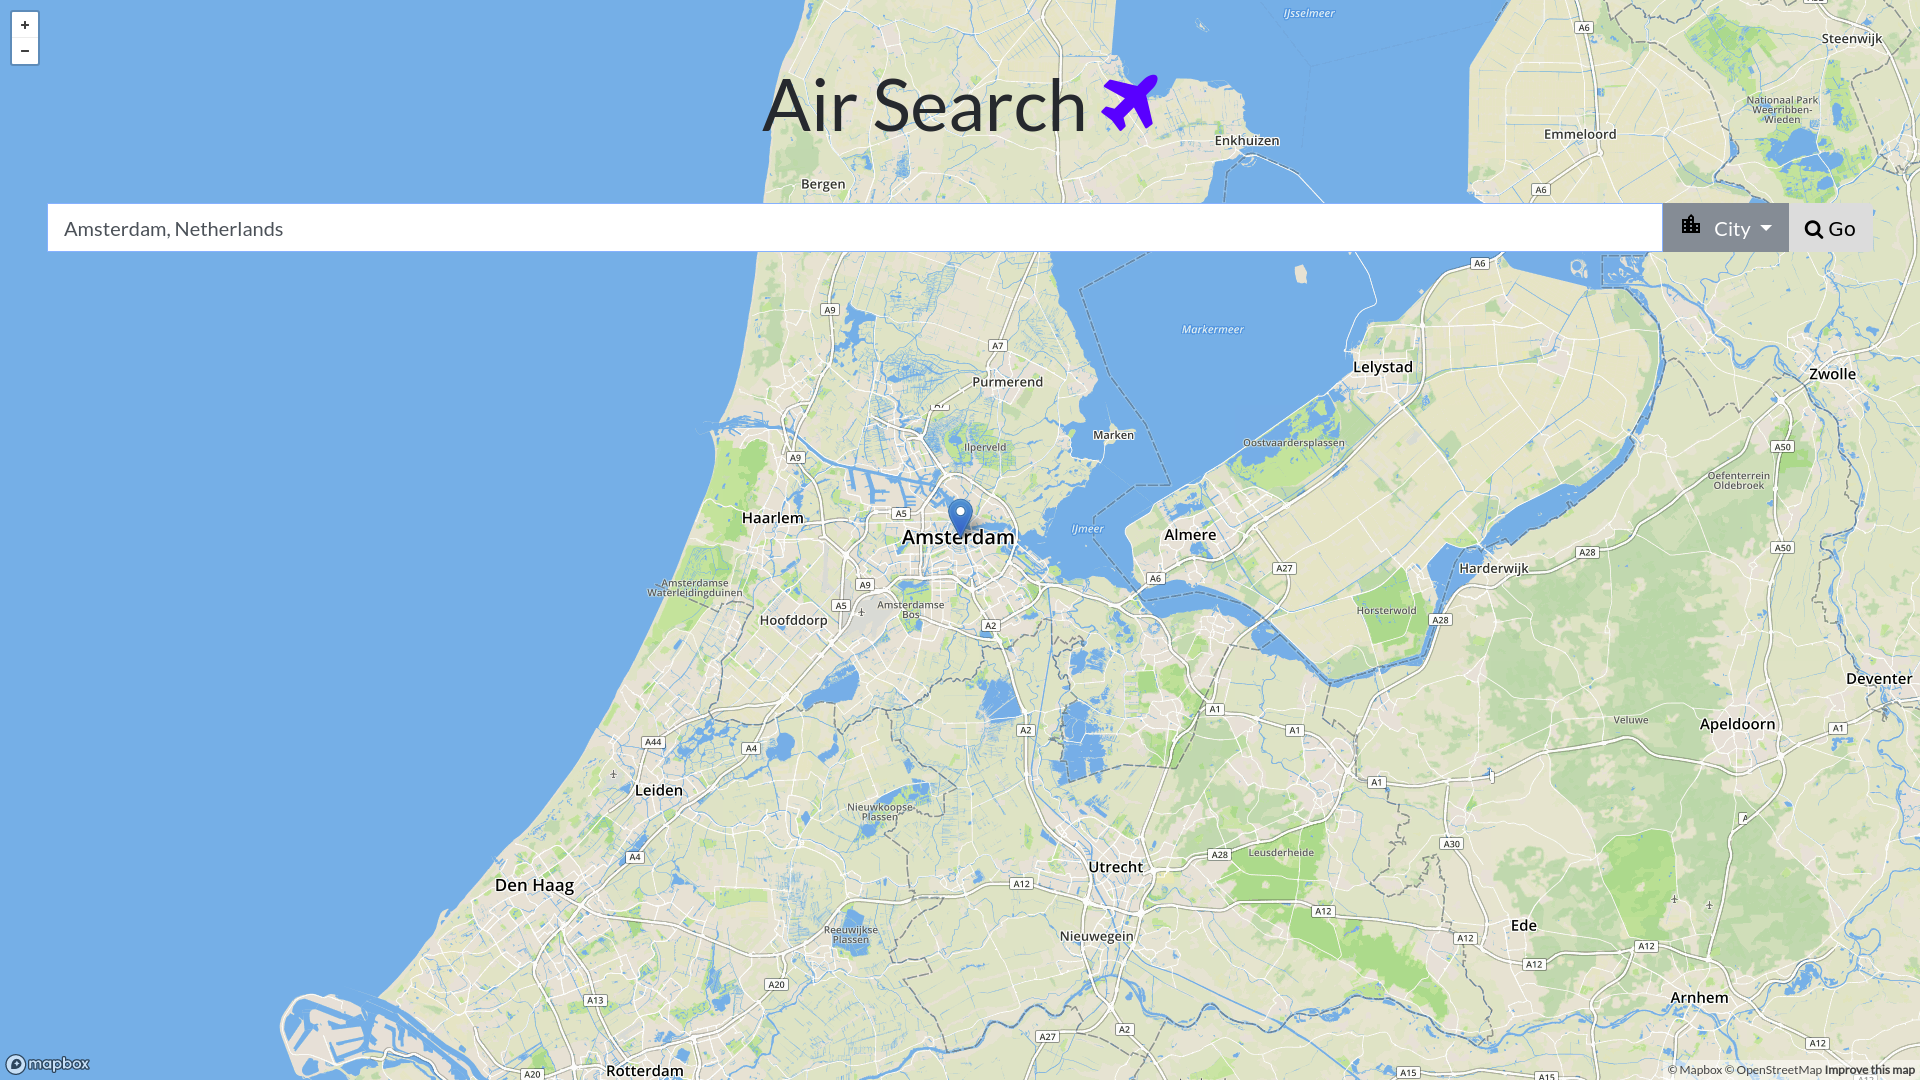 +
−
IJsselmeer
A6
Steenwijk
Air Search
Nationaal Park
Weerribben-
Wieden
Enkhuizen
Emmeloord
Bergen
A6
Amsterdam, Netherlands
City
Go
A6
A9
Markermeer
A7
Lelystad
Zwolle
Purmerend
Marken
Oostvaardersplassen
Ilperveld
A50
A9
Oefenterrein
Oldebroek
Haarlem
A5
IJmeer
Amsterdam
Almere
A50
A28
A27
Harderwijk
A6
Amsterdamse
Waterleidingduinen
A9
A5
Amsterdamse
Bos
Horsterwold
Hoofddorp
A2
A28
Deventer
A1
Veluwe
Apeldoorn
A44
A4
A2
A1
A1
A1
Leiden
Nieuwkoopse
Plassen
A4
A28
Leusderheide
A30
Utrecht
Den Haag
A12
A12
Ede
Reeuwijkse
Plassen
Nieuwegein
A12
A12
A12
A20
A13
Arnhem
A27
A2
A12
mapbox
A20
Rotterdam
A15
A15
© Mapbox © OpenStreetMap Improve this map